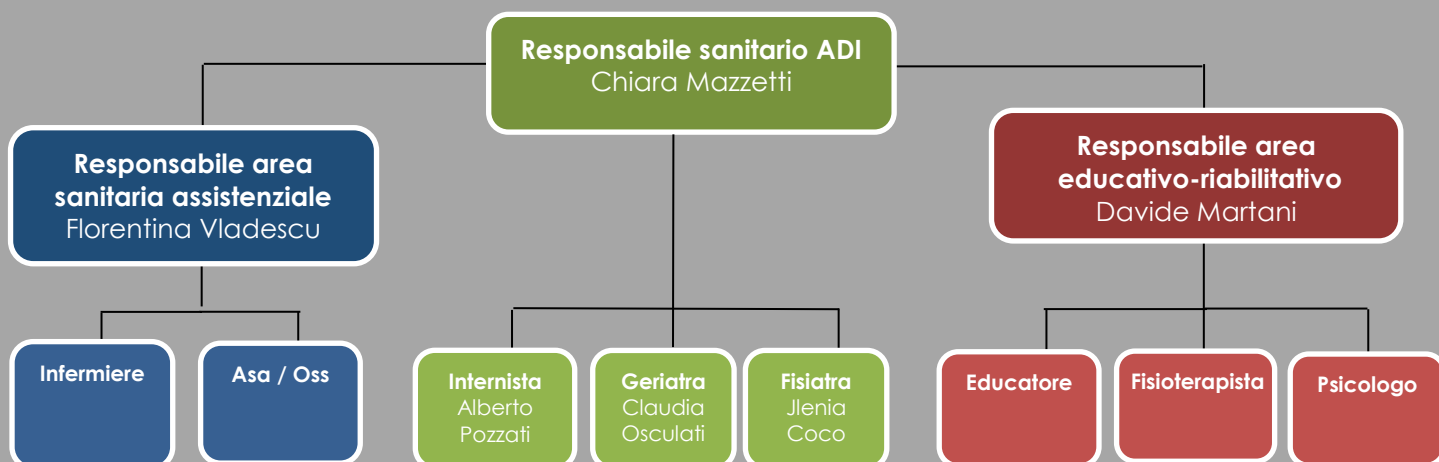 Responsabile sanitario ADI
Chiara Mazzetti
Responsabile area
sanitaria assistenziale
Florentina Vladescu
Responsabile area
educativo-riabilitativo
Davide Martani
Infermiere
Asa / Oss
Internista
Alberto
Pozzati
Geriatra
Claudia
Osculati
Fisiatra
Jlenia
Coco
Educatore
Fisioterapista
Psicologo